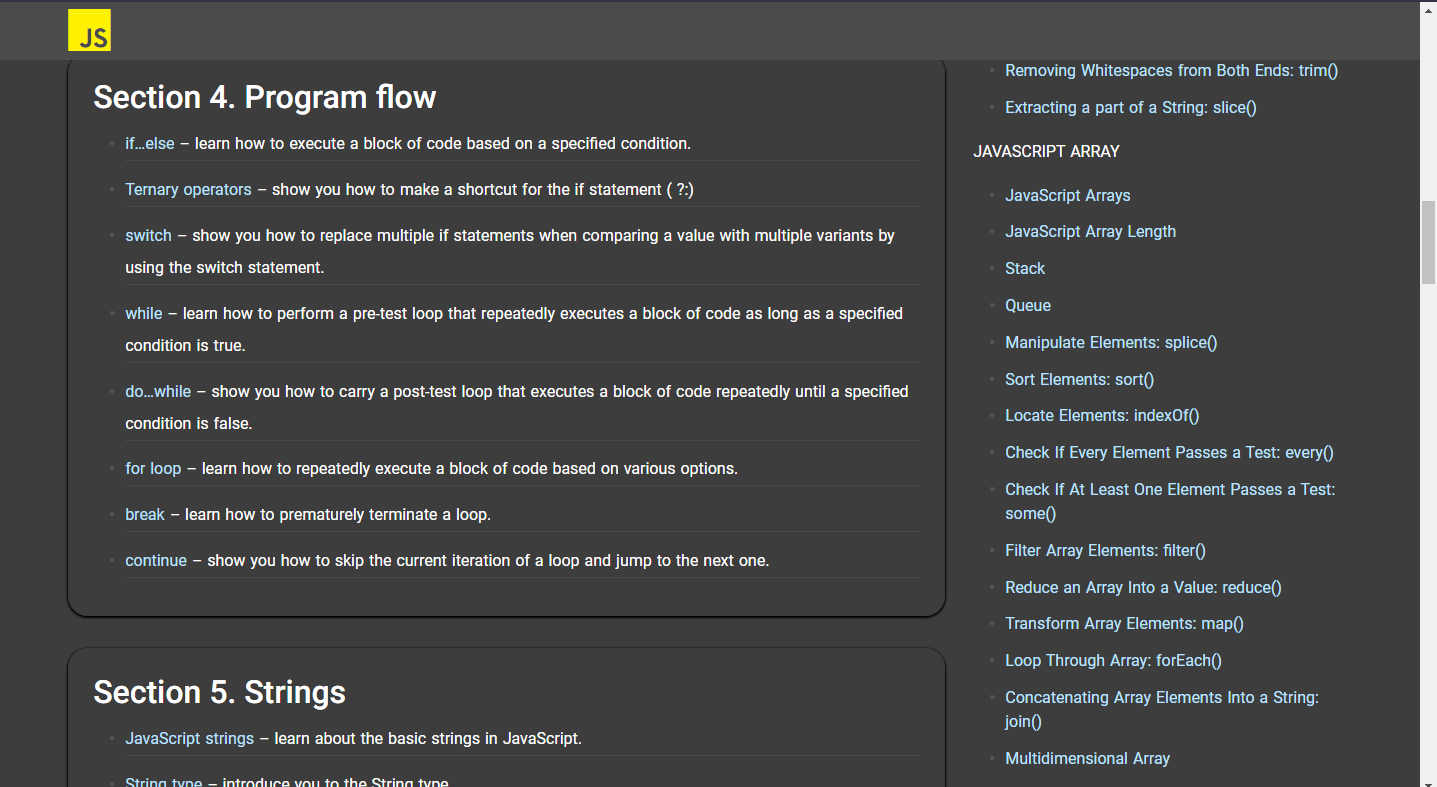 JS
Section 4. Program flow
if…else – learn how to execute a block of code based on a specified condition.
Ternary operators – show you how to make a shortcut for the if statement ( ?:)
switch – show you how to replace multiple if statements when comparing a value with multiple variants by
using the switch statement.
while – learn how to perform a pre-test loop that repeatedly executes a block of code as long as a specified
condition is true.
do…while – show you how to carry a post-test loop that executes a block of code repeatedly until a specified
condition is false.
for loop – learn how to repeatedly execute a block of code based on various options.
break – learn how to prematurely terminate a loop.
continue – show you how to skip the current iteration of a loop and jump to the next one.
Section 5. Strings
JavaScript strings – learn about the basic strings in JavaScript.
String type – introduce you to the String type.
Removing Whitespaces from Both Ends: trim()
Extracting a part of a String: slice()
JAVASCRIPT ARRAY
JavaScript Arrays
JavaScript Array Length
Stack
Queue
Manipulate Elements: splice()
Sort Elements: sort()
Locate Elements: indexOf()
Check If Every Element Passes a Test: every()
Check If At Least One Element Passes a Test:
some()
Filter Array Elements: filter()
Reduce an Array Into a Value: reduce()
Transform Array Elements: map()
Loop Through Array: forEach()
Concatenating Array Elements Into a String:
join()
Multidimensional Array